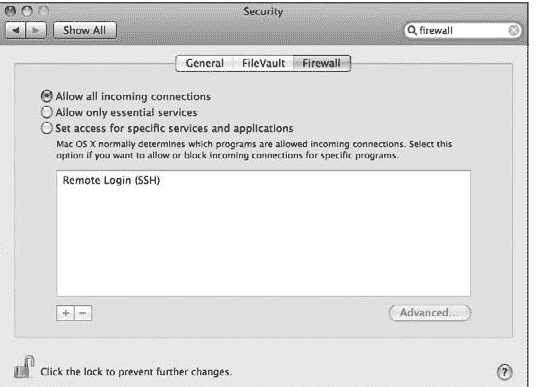 Security
Show All
firewall
General FileVault Firewall
Allow all incoming connections
Allow only essential services
Set access for specific services and applications
Mac OS X normally determines which programs are allowed incoming connections. Select this
option if you want to allow or block incoming connections for specific programs.
Remote Login (SSH)
+ −
Advanced...
Click the lock to prevent further changes.
?